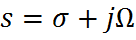 s = σ + jΩ